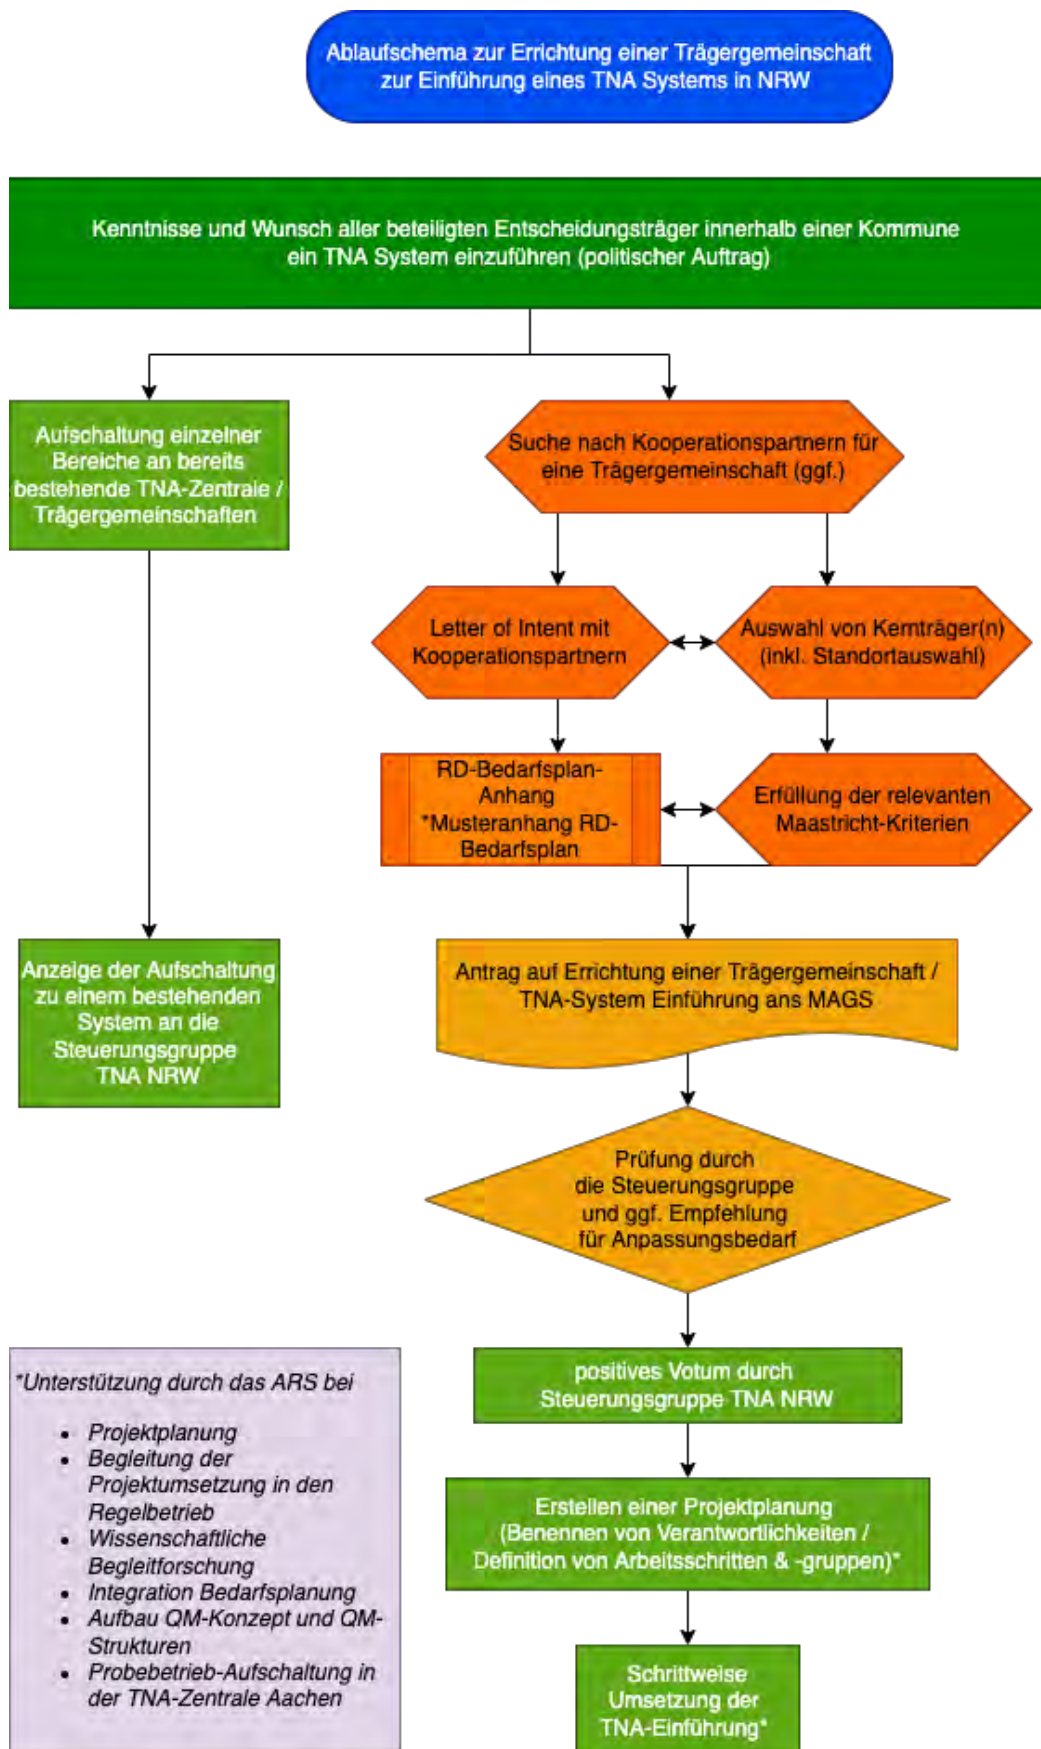 Ablaufschema zur Errichtung einer Trägergemeinschaft
zur Einführung eines TNA Systems in NRW
Kenntnisse und Wunsch aller beteiligten Entscheidungsträger innerhalb einer Kommune
ein TNA System einzuführen (politischer Auftrag)
Aufschaltung einzelner
Bereiche an bereits
bestehende TNA-Zentrale /
Trägergemeinschaften
Suche nach Kooperationspartnern für
eine Trägergemeinschaft (ggf.)
Letter of Intent mit
Kooperationspartnern
Auswahl von Kernträger(n)
(inkl. Standortauswahl)
RD-Bedarfsplan-
Anhang
*Musteranhang RD-
Bedarfsplan
Erfüllung der relevanten
Maastricht-Kriterien
Anzeige der Aufschaltung
zu einem bestehenden
System an die
Steuerungsgruppe
TNA NRW
Antrag auf Errichtung einer Trägergemeinschaft /
TNA-System Einführung ans MAGS
Prüfung durch
die Steuerungsgruppe
und ggf. Empfehlung
für Anpassungsbedarf
positives Votum durch
Steuerungsgruppe TNA NRW
Erstellen einer Projektplanung
(Benennen von Verantwortlichkeiten /
Definition von Arbeitsschritten & -gruppen)*
Schrittweise
Umsetzung der
TNA-Einführung*
*Unterstützung durch das ARS bei
• Projektplanung
• Begleitung der
Projektumsetzung in den
Regelbetrieb
• Wissenschaftliche
Begleitforschung
• Integration Bedarfsplanung
• Aufbau QM-Konzept und QM-
Strukturen
• Probebetrieb-Aufschaltung in
der TNA-Zentrale Aachen